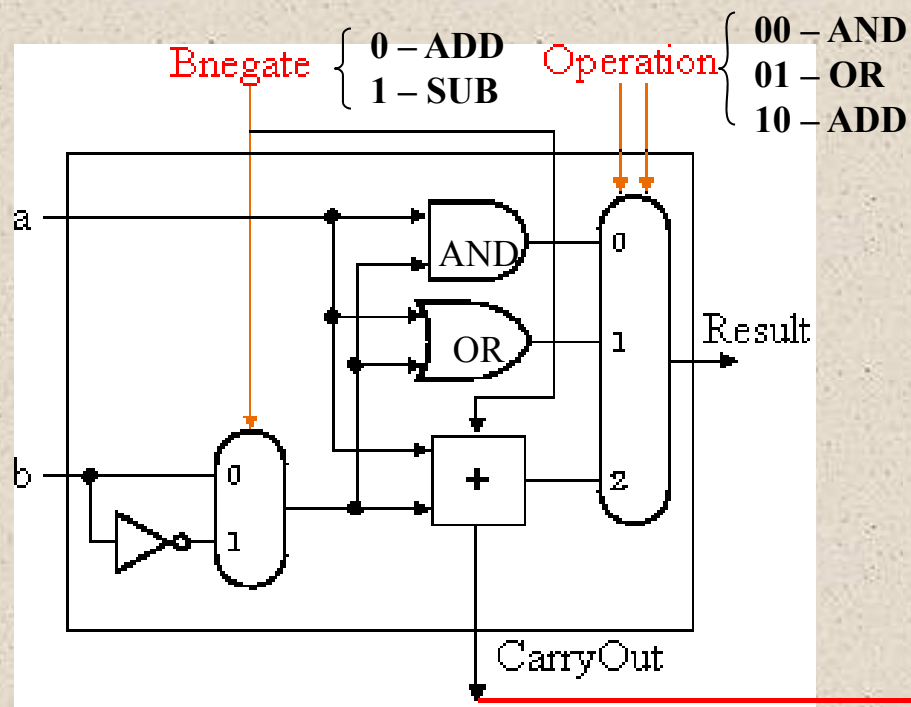 Bnegate
0 – ADD
1 – SUB
Operation
00 – AND
01 – OR
10 – ADD
a
AND
0
OR
1
Result
b
0
1
+
2
CarryOut